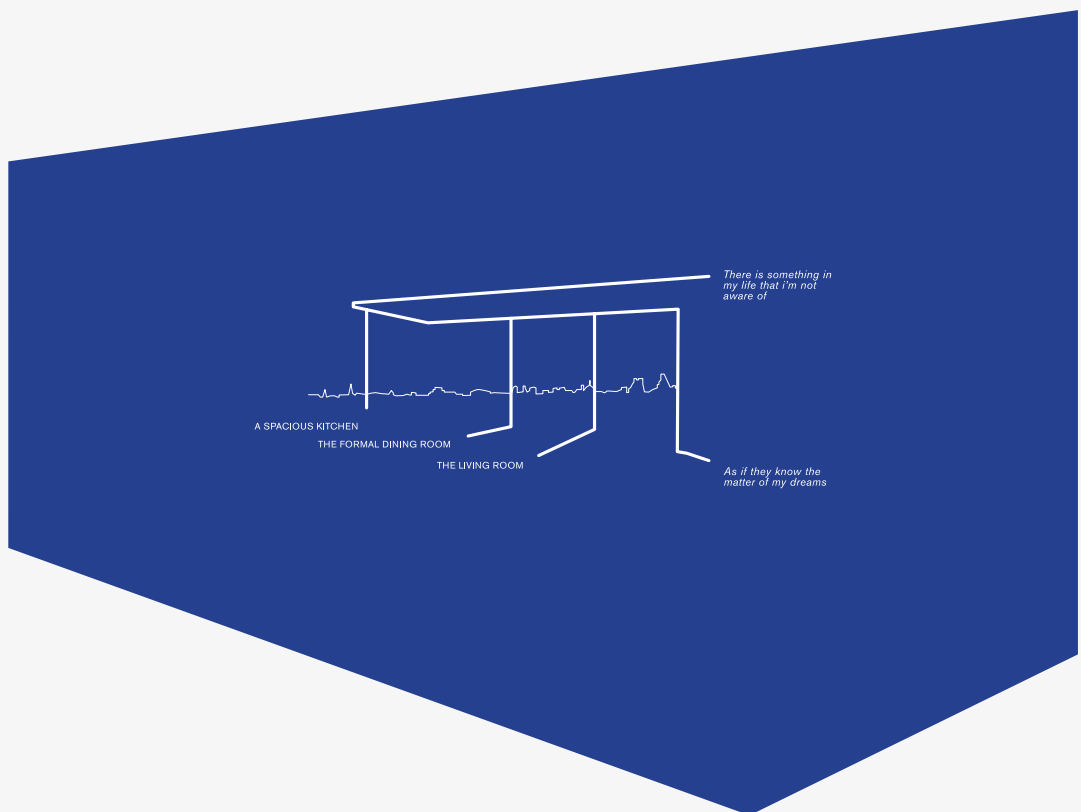 There is something in
my life that i'm not
aware of
A SPACIOUS KITCHEN
THE FORMAL DINING ROOM
THE LIVING ROOM
As if they know the
matter of my dreams